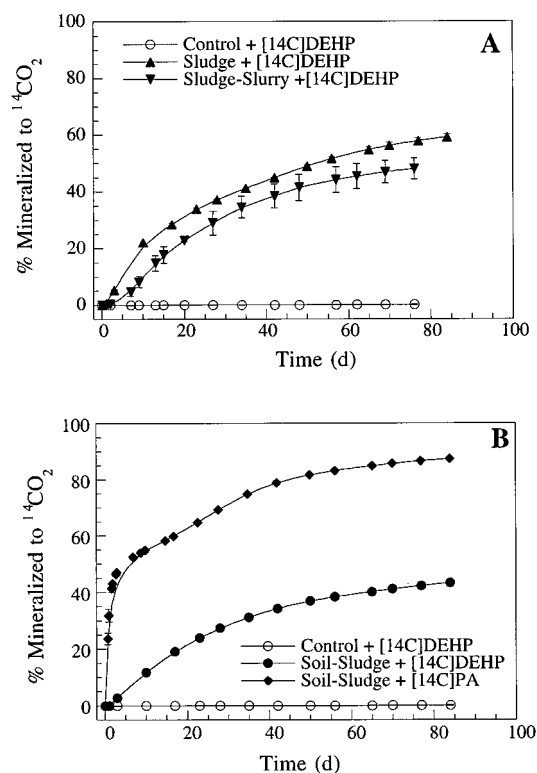 100
A
Control + [14C]DEHP
Sludge + [14C]DEHP
Sludge-Slurry +[14C]DEHP
80
60
40
20
0
% Mineralized to ¹⁴CO₂
0 20 40 60 80 100
Time (d)
100
B
80
60
40
20
0
% Mineralized to ¹⁴CO₂
Control + [14C]DEHP
Soil-Sludge + [14C]DEHP
Soil-Sludge + [14C]PA
0 20 40 60 80 100
Time (d)